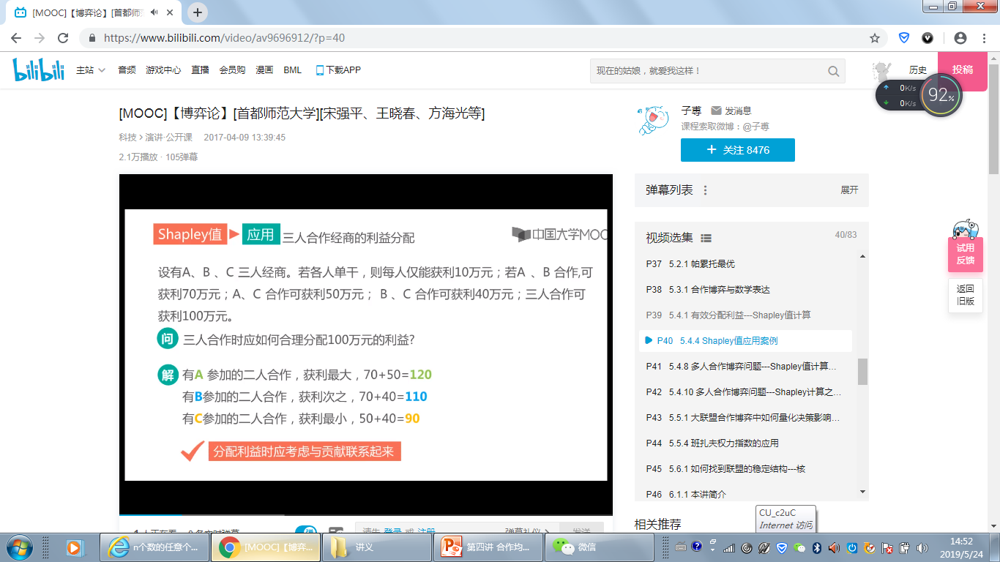 [MOOC]【博弈论】[首都师范
https://www.bilibili.com/video/av9696912/?p=40
bilibili 主站 音频 游戏中心 直播 会员购 漫画 BML 下载APP
现在的姑娘，就爱我这样！
历史
投稿
0K/s
0K/s
92%
[MOOC]【博弈论】[首都师范大学][宋强平、王晓春、方海光等]
科技 > 演讲·公开课 2017-04-09 13:39:45
2.1万播放 · 105弹幕
子尃 发消息
课程索取微博：@子尃
+ 关注 8476
弹幕列表
展开
视频选集
40/83
P37 5.2.1 帕累托最优
P38 5.3.1 合作博弈与数学表达
P39 5.4.1 有效分配利益---Shapley值计算
P40 5.4.4 Shapley值应用案例
P41 5.4.8 多人合作博弈问题---Shapley值计算...
P42 5.4.10 多人合作博弈问题---Shapley计算之...
P43 5.5.1 大联盟合作博弈中如何量化决策影响...
P44 5.5.4 班扎夫权力指数的应用
P45 5.6.1 如何找到联盟的稳定结构---核
P46 6.1.1 本讲简介
相关推荐
试用
反馈
返回
旧版
Shapley值 应用 三人合作经商的利益分配
中国大学MOO
设有A、B 、C 三人经商。若各人单干，则每人仅能获利10万元；若A 、B 合作,可
获利70万元；A、C 合作可获利50万元； B 、C 合作可获利40万元；三人合作可
获利100万元。
问 三人合作时应如何合理分配100万元的利益?
解 有A 参加的二人合作，获利最大，70+50=120
有B参加的二人合作，获利次之，70+40=110
有C参加的二人合作，获利最小，50+40=90
分配利益时应考虑与贡献联系起来
1 人正在看 0 条实时弹幕
弹
请先 登录 或 注册
弹幕礼仪 >
发送
CU_c2uC
Internet 访问
n个数的任意个...
[MOOC]【博弈...
讲义
第四讲 合作均...
微信
14:52
2019/5/24